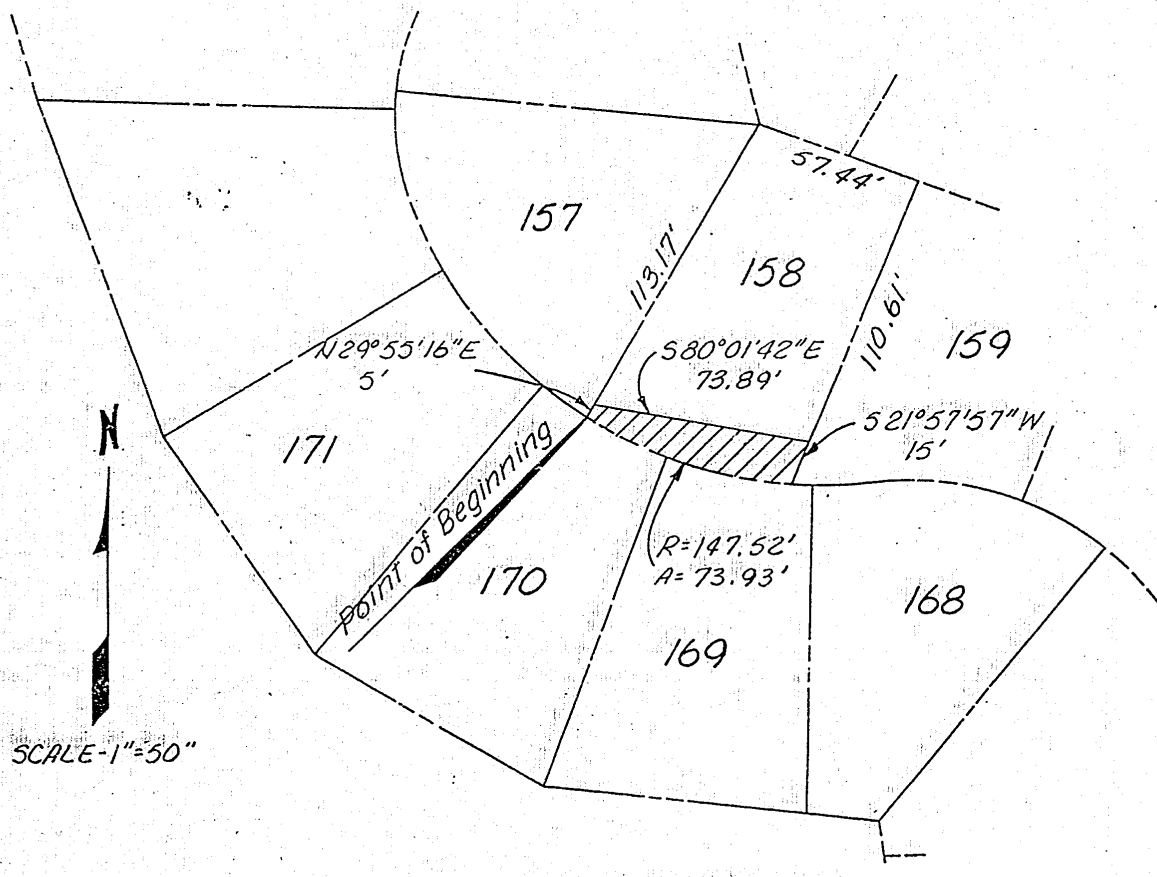 57.44'
157
113.17'
158
110.61'
159
N29°55'16"E
5'
S80°01'42"E
73.89'
S21°57'57"W
15'
N
171
Point of Beginning
R=147.52'
A=73.93'
170
168
169
SCALE-1"=50"